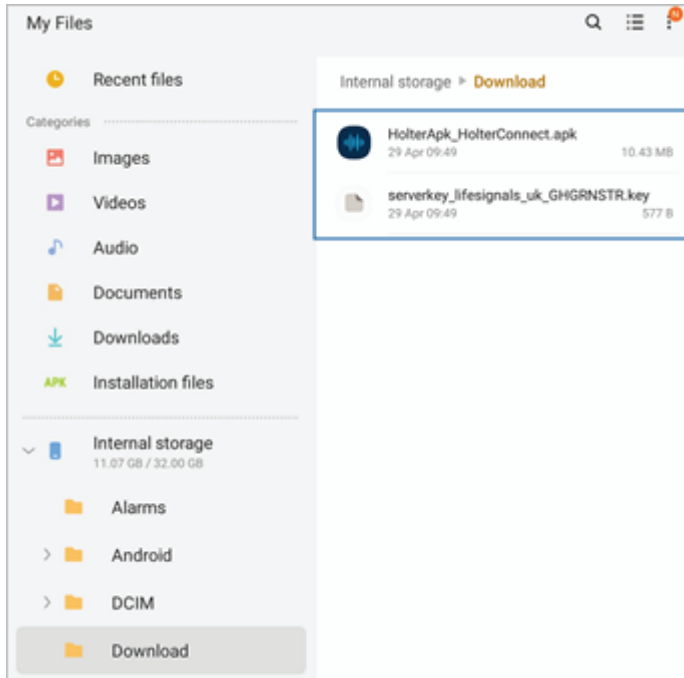 My Files
N
Recent files
Categories
Images
Videos
Audio
Documents
Downloads
APK Installation files
Internal storage
11.07 GB / 32.00 GB
Alarms
Android
DCIM
Download
Internal storage Download
HolterApk_HolterConnect.apk
29 Apr 09:49 10.43 MB
serverkey_lifesignals_uk_GHGRNSTR.key
29 Apr 09:49 577 B